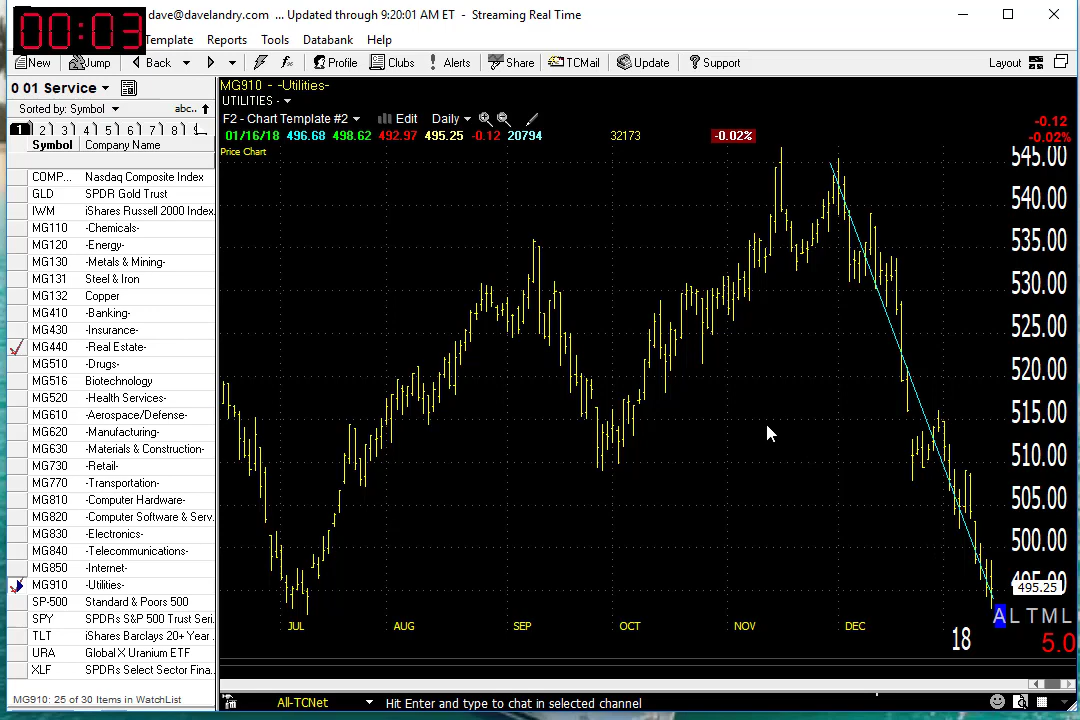 00:03
dave@davelandry.com ... Updated through 9:20:01 AM ET - Streaming Real Time
Template Reports Tools Databank Help
New Jump Back Profile Clubs Alerts Share TCMail Update Support Layout
0 01 Service
Sorted by: Symbol abc..
1 2 3 4 5 6 7 8
Symbol Company Name
COMP... Nasdaq Composite Index
GLD SPDR Gold Trust
IWM iShares Russell 2000 Index.
MG110 -Chemicals-
MG120 -Energy-
MG130 -Metals & Mining-
MG131 Steel & Iron
MG132 Copper
MG410 -Banking-
MG430 -Insurance-
MG440 -Real Estate-
MG510 -Drugs-
MG516 Biotechnology
MG520 -Health Services-
MG610 -Aerospace/Defense-
MG620 -Manufacturing-
MG630 -Materials & Construction-
MG730 -Retail-
MG770 -Transportation-
MG810 -Computer Hardware-
MG820 -Computer Software & Serv.
MG830 -Electronics-
MG840 -Telecommunications-
MG850 -Internet-
MG910 -Utilities-
SP-500 Standard & Poors 500
SPY SPDRs S&P 500 Trust Seri.
TLT iShares Barclays 20+ Year .
URA Global X Uranium ETF
XLF SPDRs Select Sector Fina..
MG910: 25 of 30 Items in WatchList
MG910 - -Utilities-
UTILITIES -
F2 - Chart Template #2 Edit Daily
01/16/18 496.68 498.62 492.97 495.25 -0.12 20794 32173 -0.02%
Price Chart
-0.12
-0.02%
545.00
540.00
535.00
530.00
525.00
520.00
515.00
510.00
505.00
500.00
495.00
495.25
A L T M L
JUL AUG SEP OCT NOV DEC 18
5.0
All-TCNet Hit Enter and type to chat in selected channel